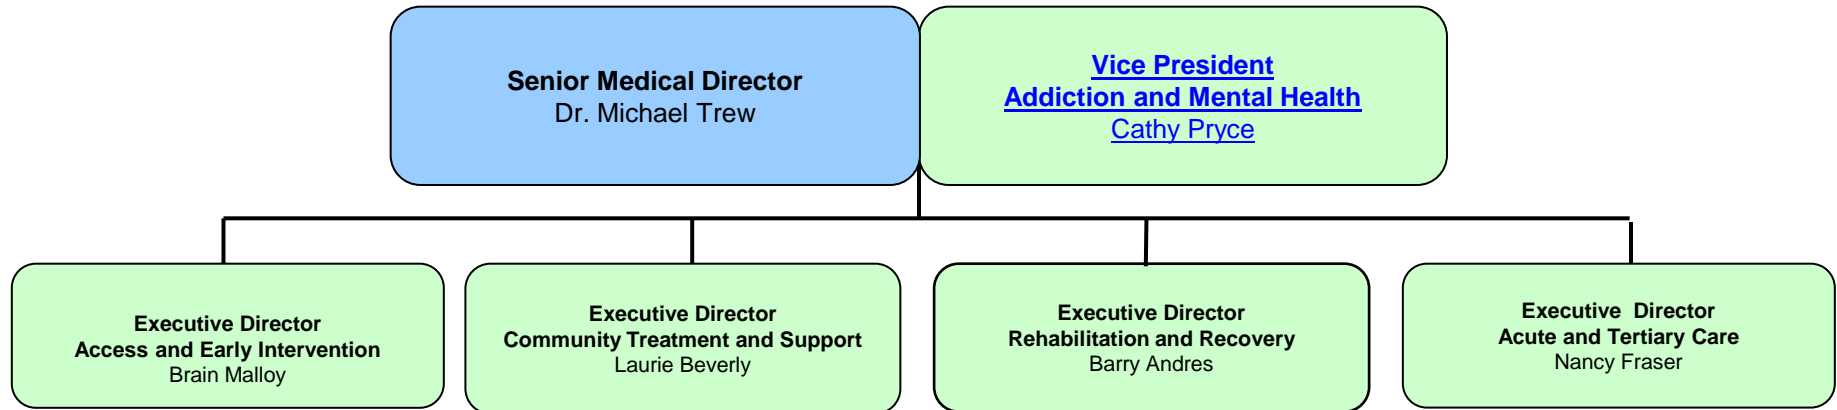 Senior Medical Director
Dr. Michael Trew
Vice President
Addiction and Mental Health
Cathy Pryce
Executive Director
Access and Early Intervention
Brain Malloy
Executive Director
Community Treatment and Support
Laurie Beverly
Executive Director
Rehabilitation and Recovery
Barry Andres
Executive Director
Acute and Tertiary Care
Nancy Fraser